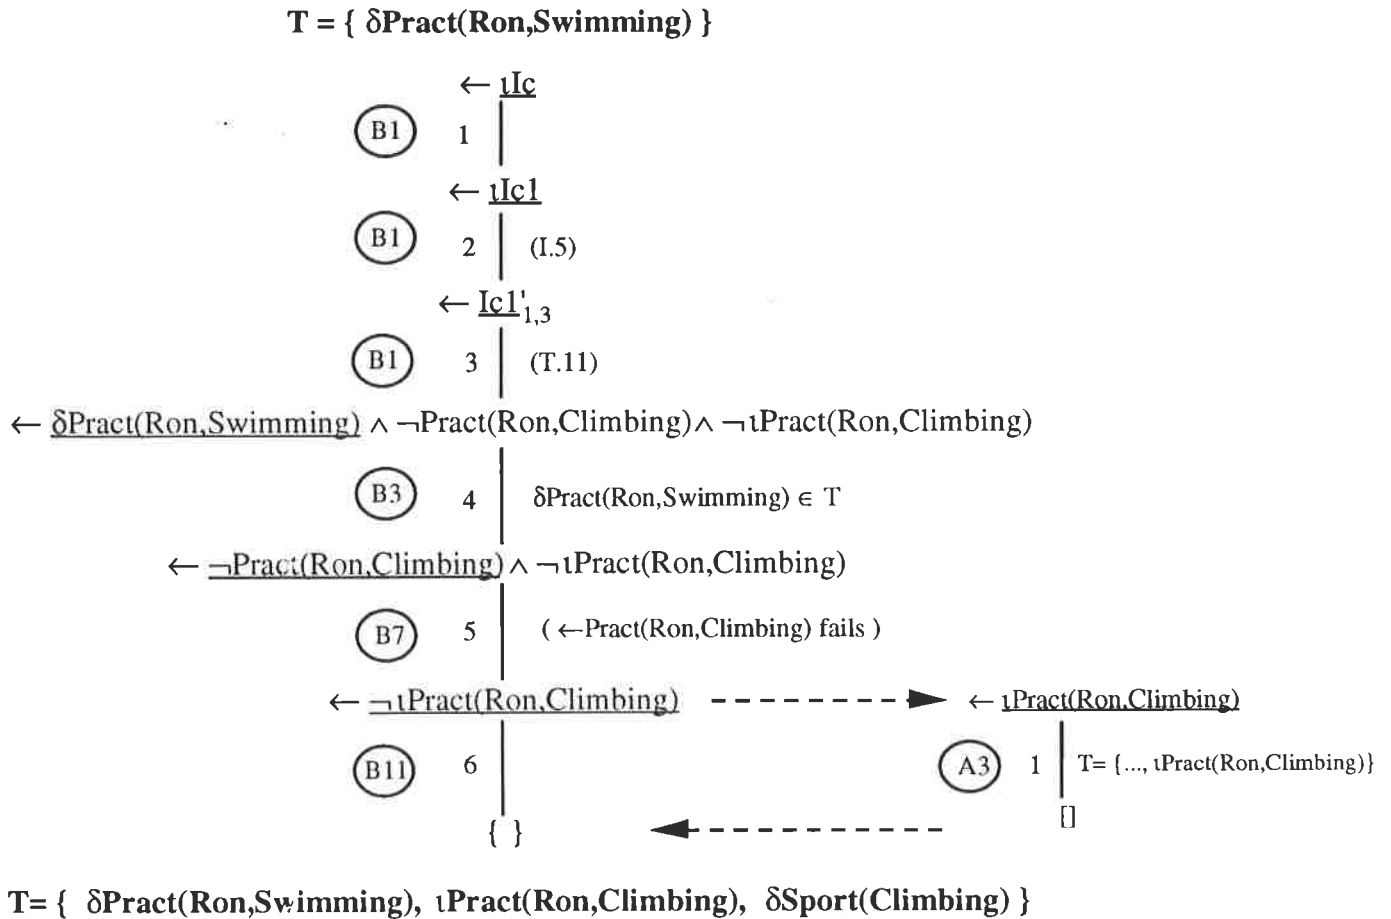 T = { δPract(Ron,Swimming) }
← ιIc
B1 1
← ιIc1
B1 2 (I.5)
← Ic1'1,3
B1 3 (T.11)
← δPract(Ron,Swimming) ∧ ¬Pract(Ron,Climbing)∧ ¬ιPract(Ron,Climbing)
B3 4 δPract(Ron,Swimming) ∈ T
← ¬Pract(Ron,Climbing) ∧ ¬ιPract(Ron,Climbing)
B7 5 ( ←Pract(Ron,Climbing) fails )
← ¬ιPract(Ron,Climbing) ← ιPract(Ron,Climbing)
B11 6 A3 1 T= {..., ιPract(Ron,Climbing)}
{ } []
T= { δPract(Ron,Swimming), ιPract(Ron,Climbing), δSport(Climbing) }